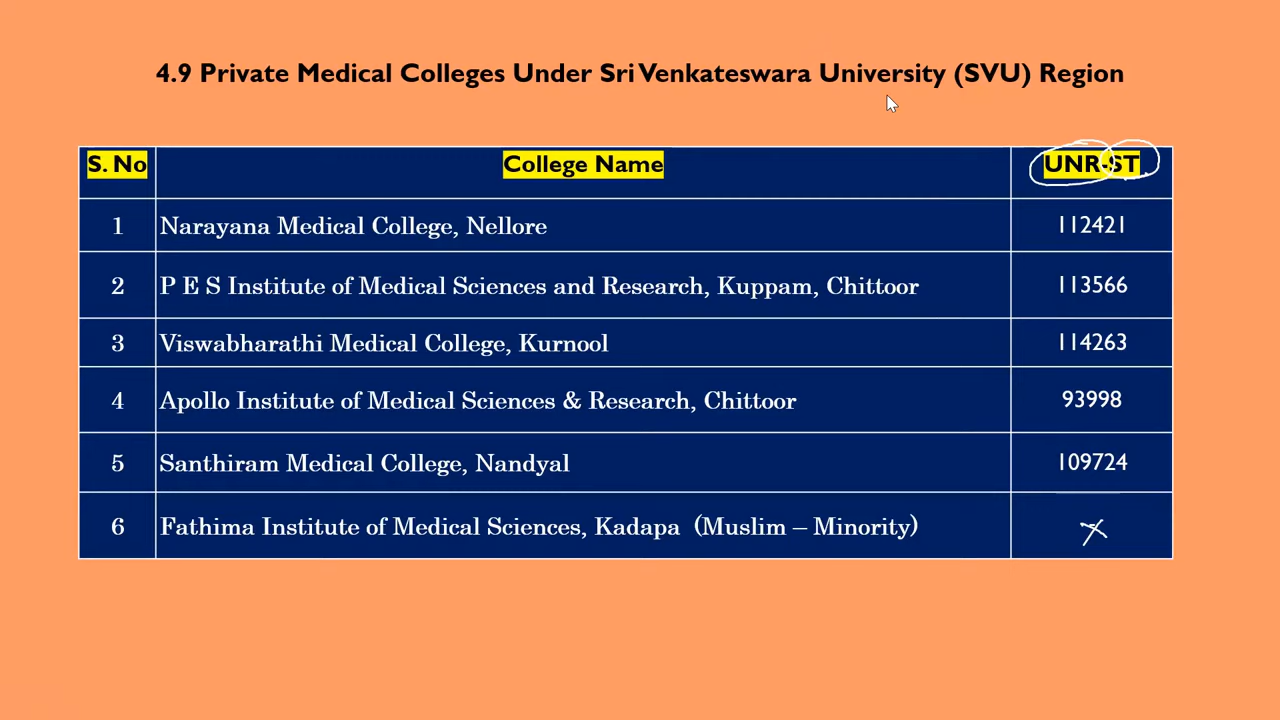 4.9 Private Medical Colleges Under Sri Venkateswara University (SVU) Region
S. No College Name UNR-ST
1 Narayana Medical College, Nellore 112421
2 P E S Institute of Medical Sciences and Research, Kuppam, Chittoor 113566
3 Viswabharathi Medical College, Kurnool 114263
4 Apollo Institute of Medical Sciences & Research, Chittoor 93998
5 Santhiram Medical College, Nandyal 109724
6 Fathima Institute of Medical Sciences, Kadapa (Muslim – Minority) X